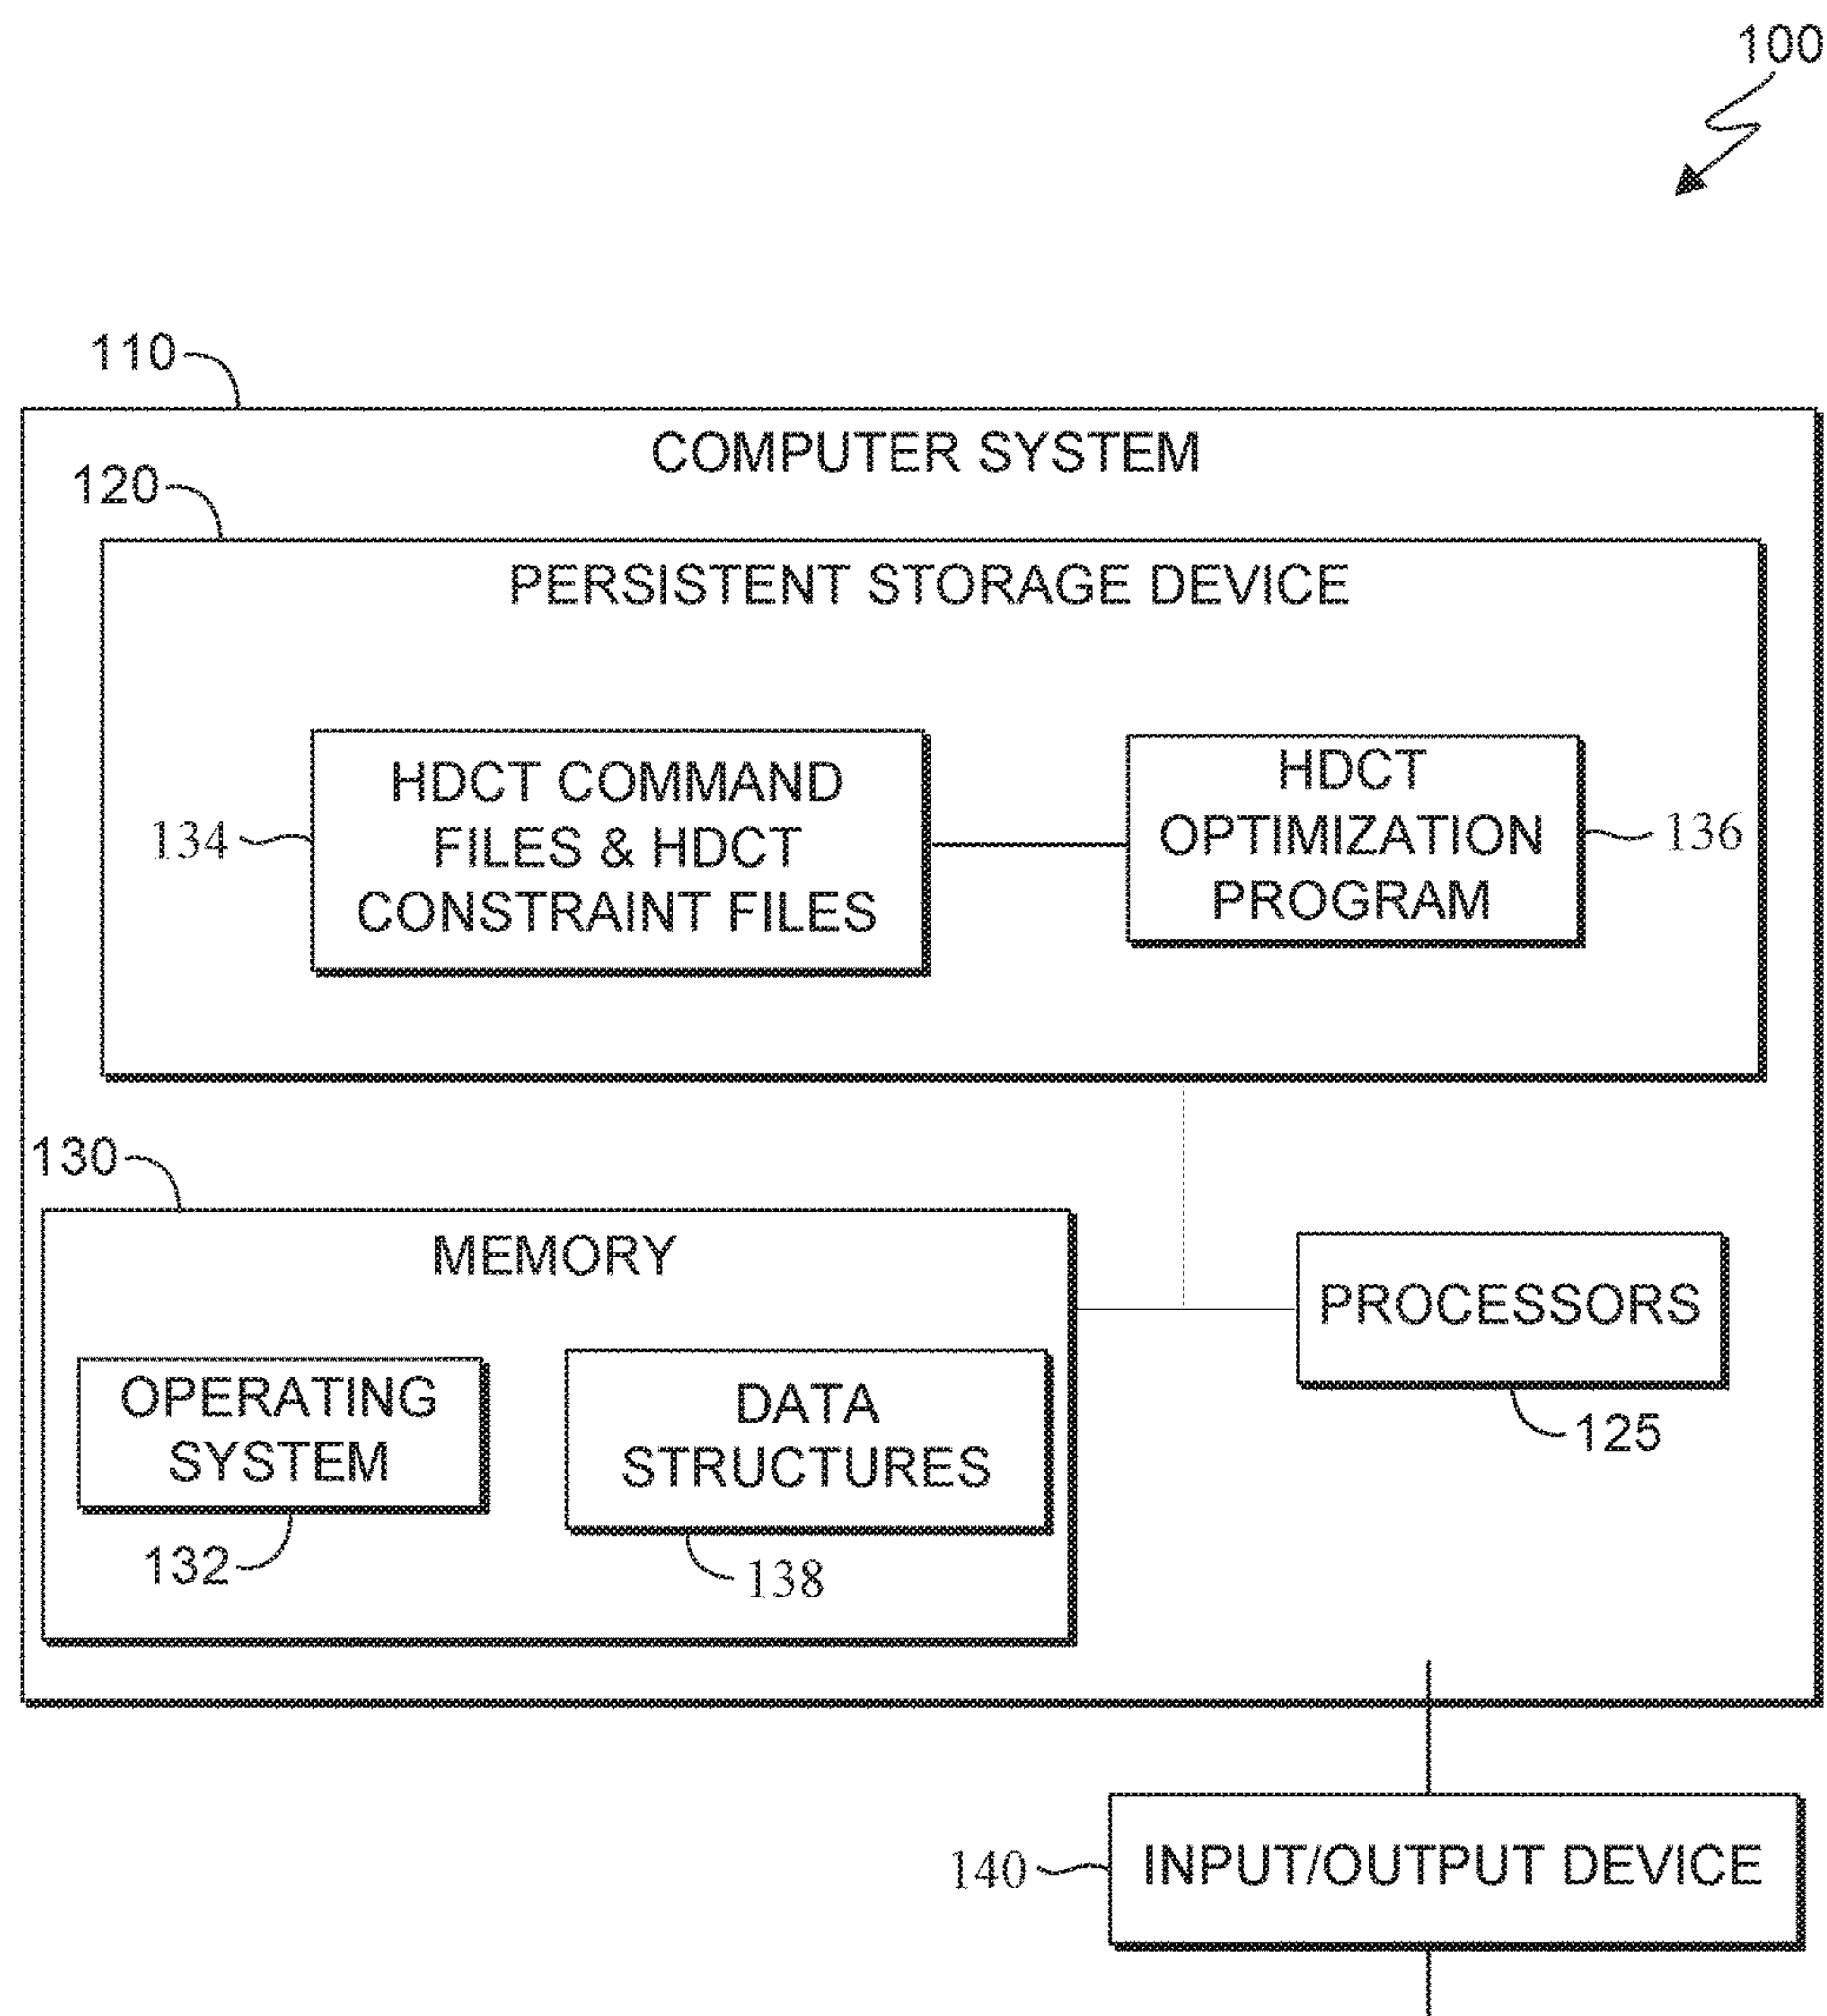 100
110
COMPUTER SYSTEM
120
PERSISTENT STORAGE DEVICE
HDCT COMMAND
FILES & HDCT
CONSTRAINT FILES
134
HDCT
OPTIMIZATION
PROGRAM
136
130
MEMORY
OPERATING
SYSTEM
132
DATA
STRUCTURES
138
PROCESSORS
125
140
INPUT/OUTPUT DEVICE